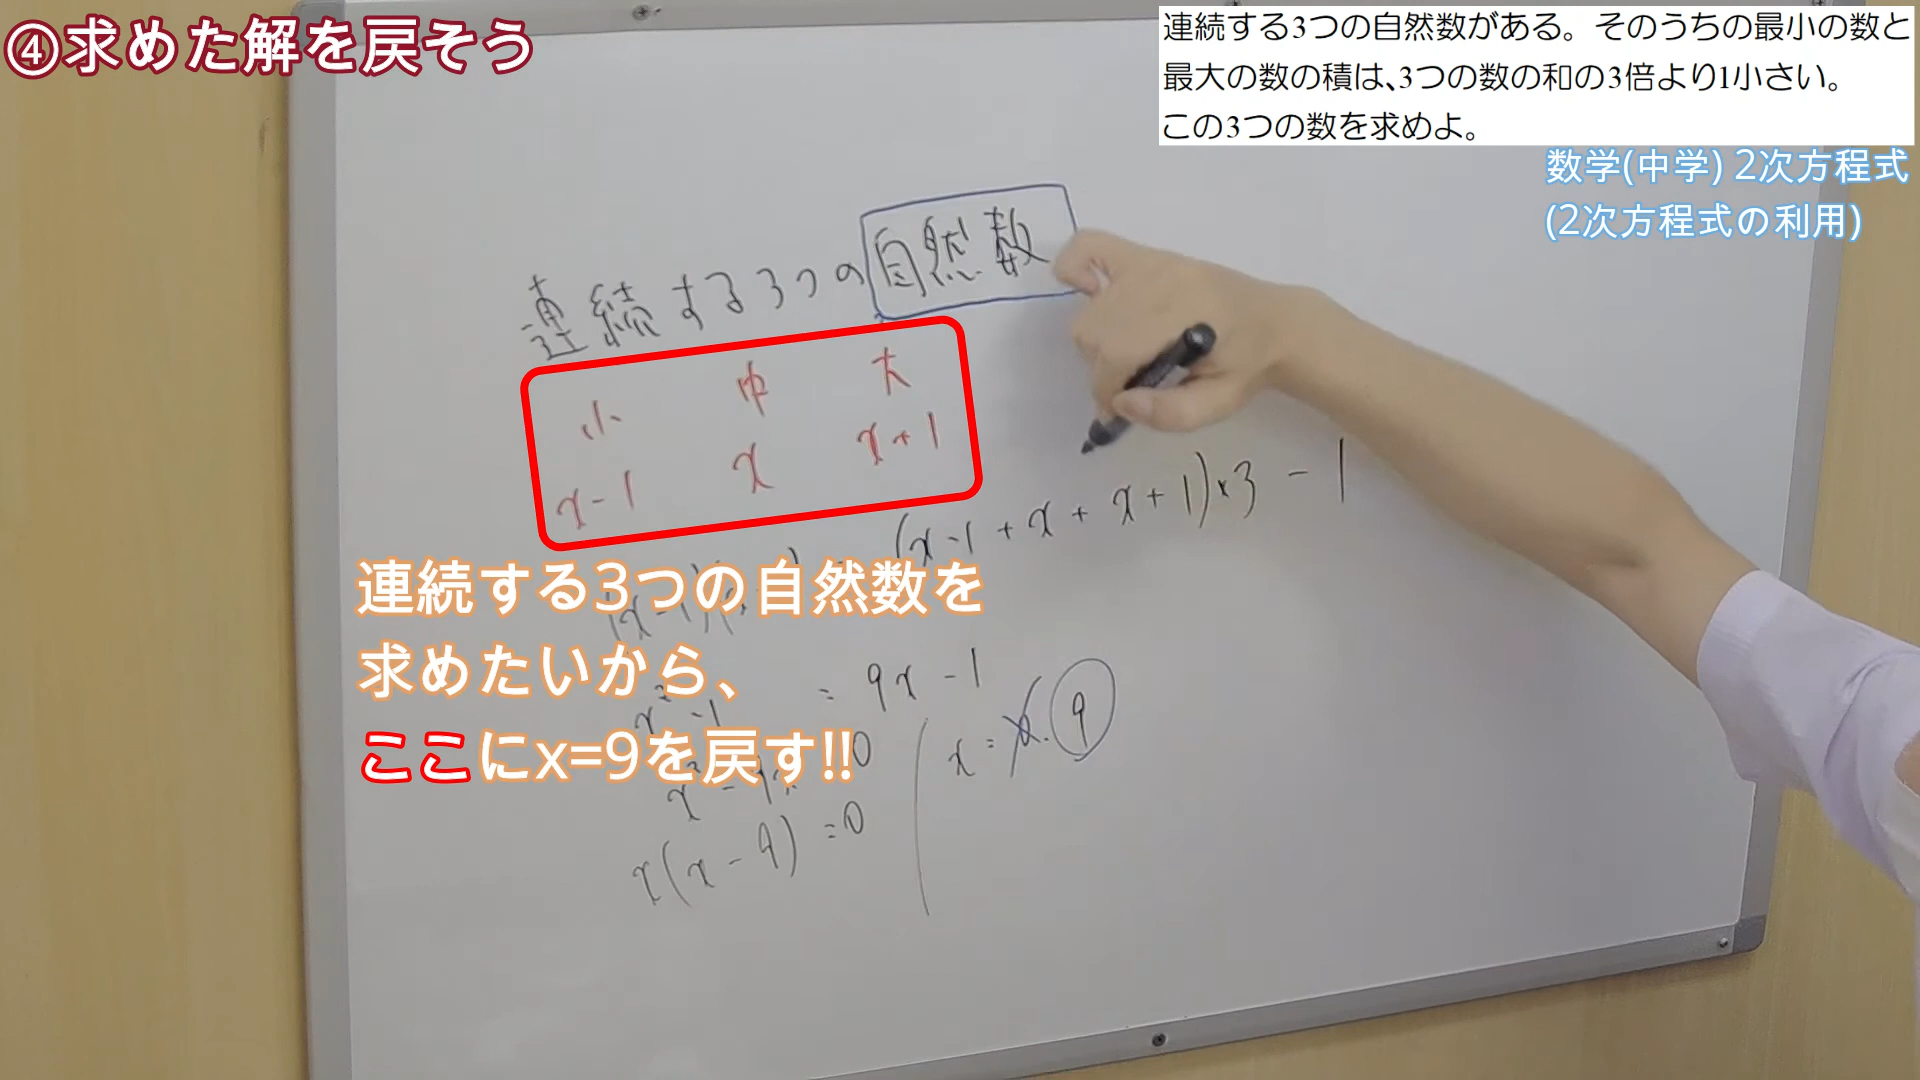 ④求めた解を戻そう
連続する3つの自然数がある。そのうちの最小の数と
最大の数の積は、3つの数の和の3倍より1小さい。
この3つの数を求めよ。
数学(中学) 2次方程式
(2次方程式の利用)
連続する3つの自然数
小 中 大
x-1 x x+1
(x-1+x+x+1)×3-1
連続する3つの自然数を
求めたいから、
ここにx=9を戻す!!
x²-1 = 9x-1
x(x-9)=0
x= 9